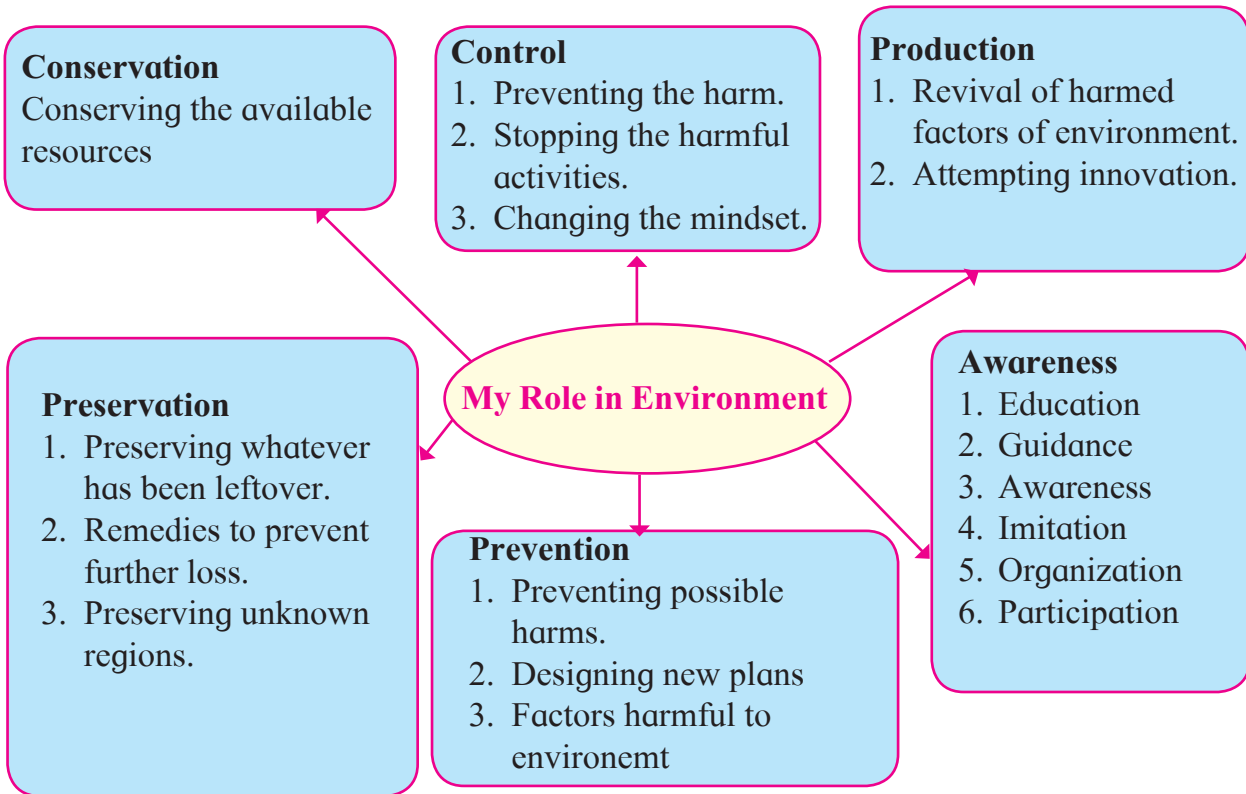 Conservation
Conserving the available
resources
Control
1. Preventing the harm.
2. Stopping the harmful
activities.
3. Changing the mindset.
Production
1. Revival of harmed
factors of environment.
2. Attempting innovation.
My Role in Environment
Preservation
1. Preserving whatever
has been leftover.
2. Remedies to prevent
further loss.
3. Preserving unknown
regions.
Prevention
1. Preventing possible
harms.
2. Designing new plans
3. Factors harmful to
environemt
Awareness
1. Education
2. Guidance
3. Awareness
4. Imitation
5. Organization
6. Participation